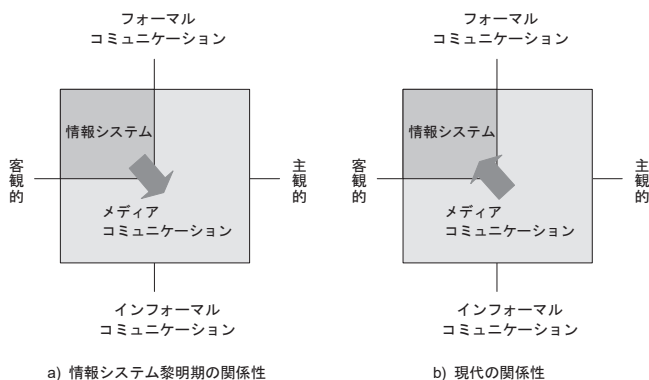 フォーマル
コミュニケーション
情報システム
客観的
主観的
メディア
コミュニケーション
インフォーマル
コミュニケーション
a) 情報システム黎明期の関係性
フォーマル
コミュニケーション
情報システム
客観的
主観的
メディア
コミュニケーション
インフォーマル
コミュニケーション
b) 現代の関係性